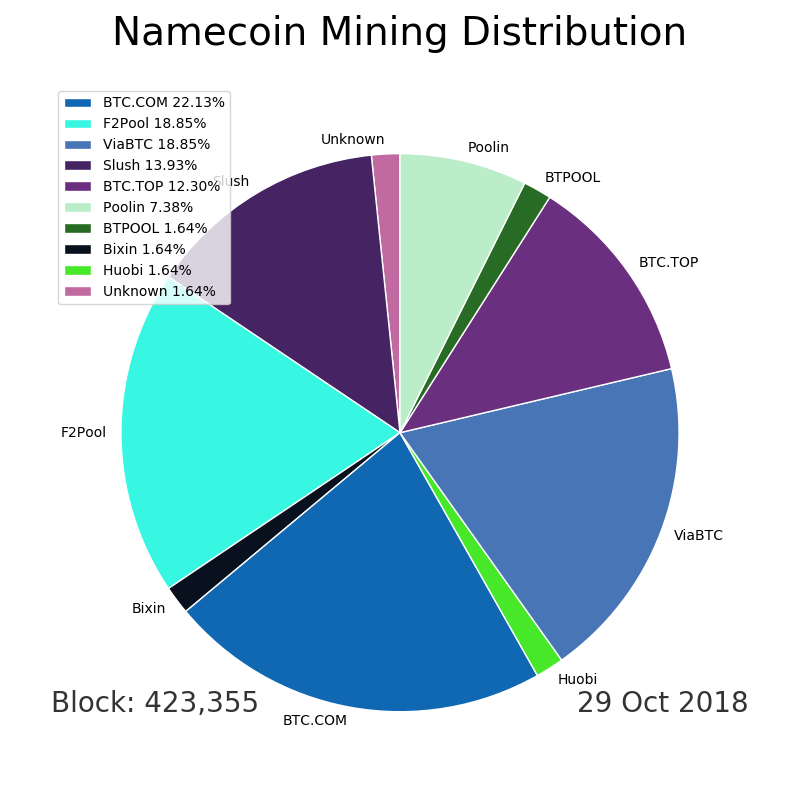 Namecoin Mining Distribution
BTC.COM 22.13%
F2Pool 18.85%
ViaBTC 18.85%
Slush 13.93%
BTC.TOP 12.30%
Poolin 7.38%
BTPOOL 1.64%
Bixin 1.64%
Huobi 1.64%
Unknown 1.64%
Unknown
Poolin
BTPOOL
Slush
BTC.TOP
F2Pool
ViaBTC
Bixin
Huobi
BTC.COM
Block: 423,355
29 Oct 2018